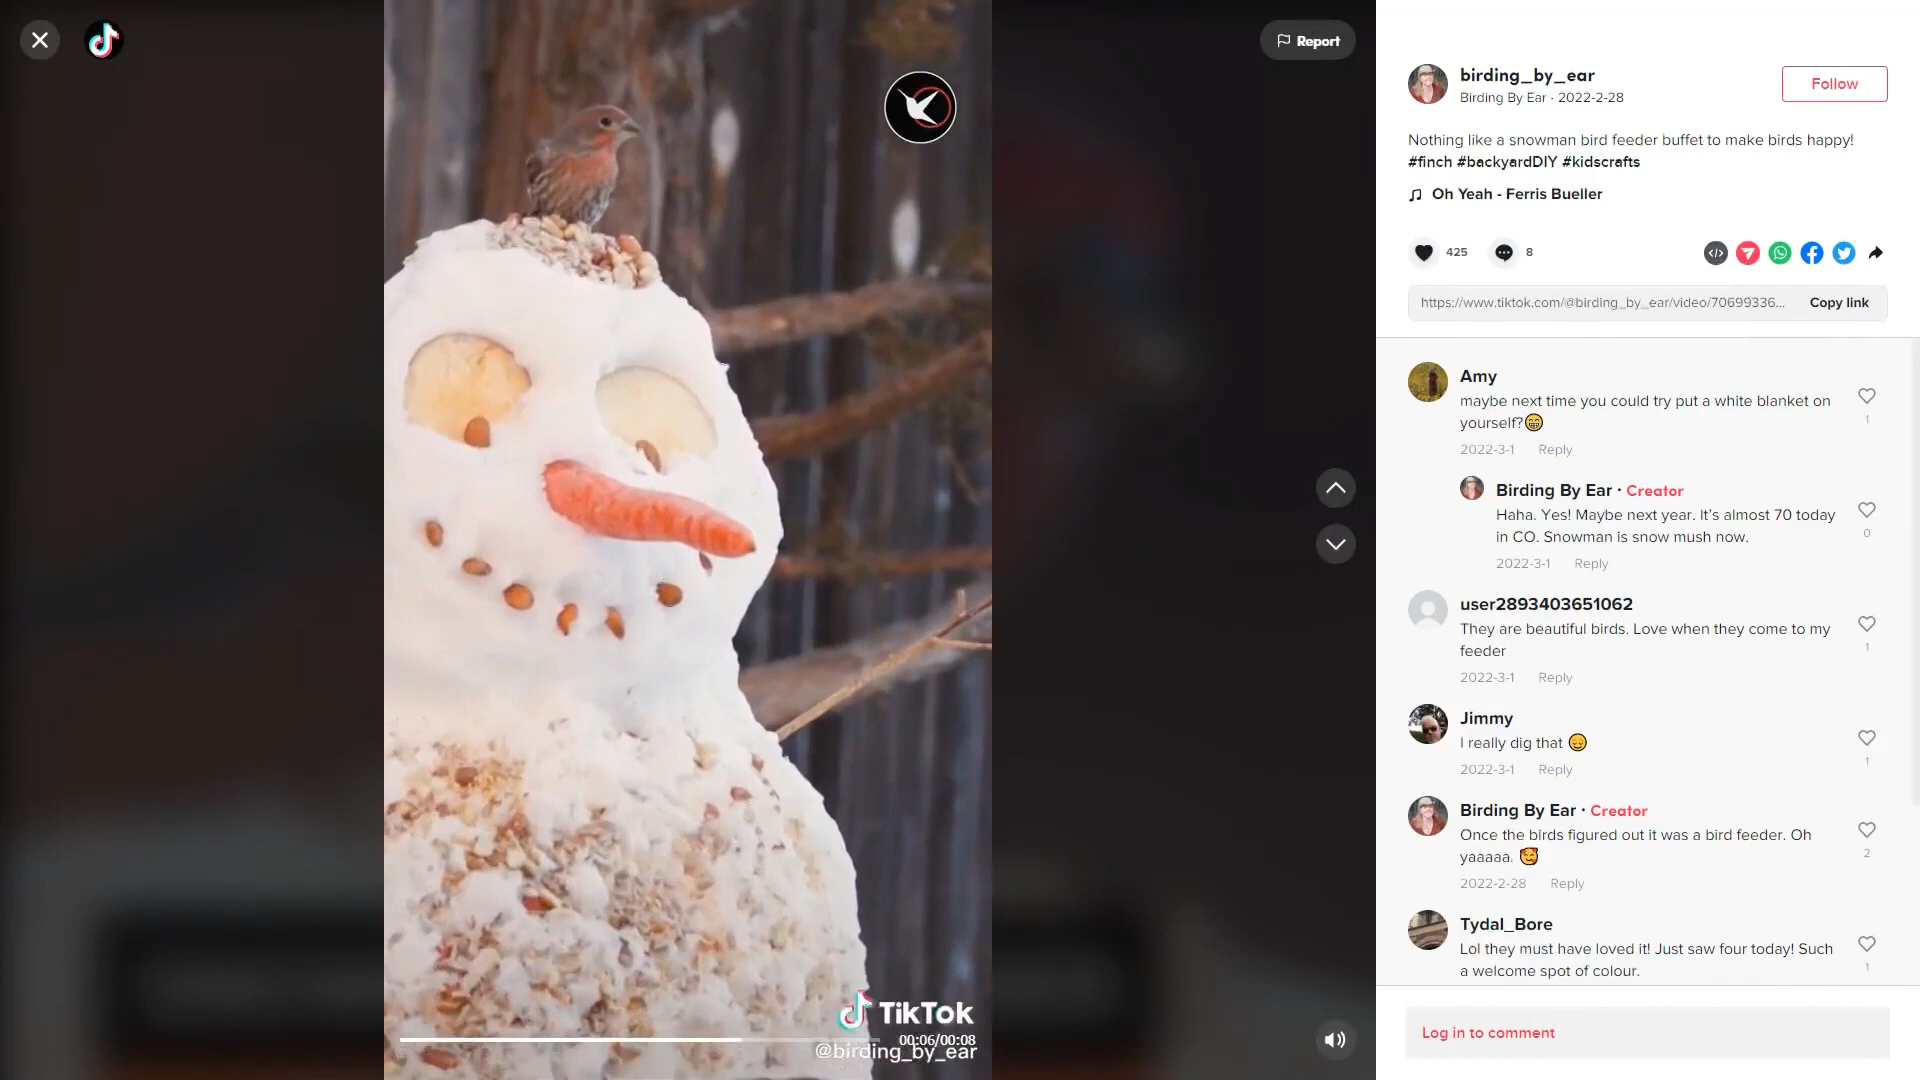 Report
TikTok
00:06/00:08
@birding_by_ear
birding_by_ear
Birding By Ear · 2022-2-28
Follow
Nothing like a snowman bird feeder buffet to make birds happy!
#finch #backyardDIY #kidscrafts
Oh Yeah - Ferris Bueller
425
8
https://www.tiktok.com/@birding_by_ear/video/70699336...
Copy link
Amy
maybe next time you could try put a white blanket on
yourself?😁
1
2022-3-1 Reply
Birding By Ear · Creator
Haha. Yes! Maybe next year. It's almost 70 today
in CO. Snowman is snow mush now.
0
2022-3-1 Reply
user2893403651062
They are beautiful birds. Love when they come to my
feeder
1
2022-3-1 Reply
Jimmy
I really dig that 😌
1
2022-3-1 Reply
Birding By Ear · Creator
Once the birds figured out it was a bird feeder. Oh
yaaaaa. 🥰
2
2022-2-28 Reply
Tydal_Bore
Lol they must have loved it! Just saw four today! Such
a welcome spot of colour.
1
Log in to comment